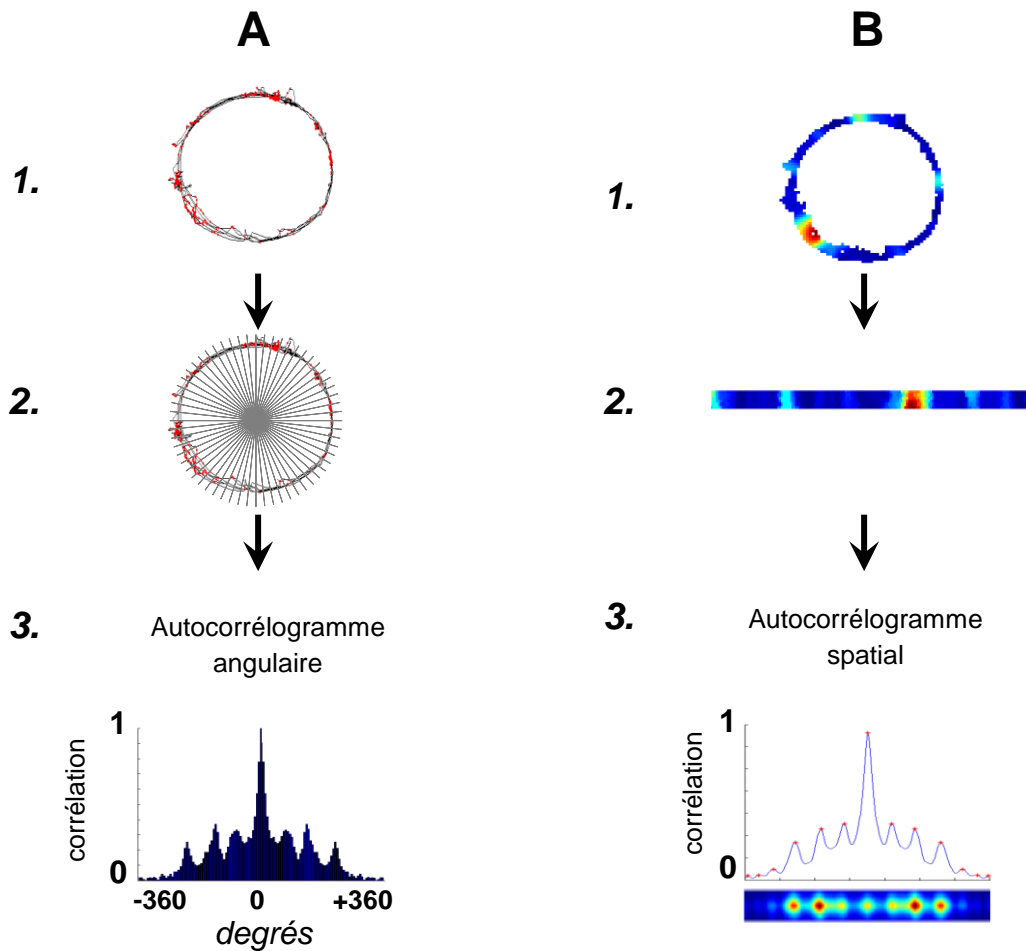 A
B
1.
1.
2.
2.
3.
Autocorrélogramme
angulaire
3.
Autocorrélogramme
spatial
1
corrélation
0
-360 0 +360
degrés
1
corrélation
0